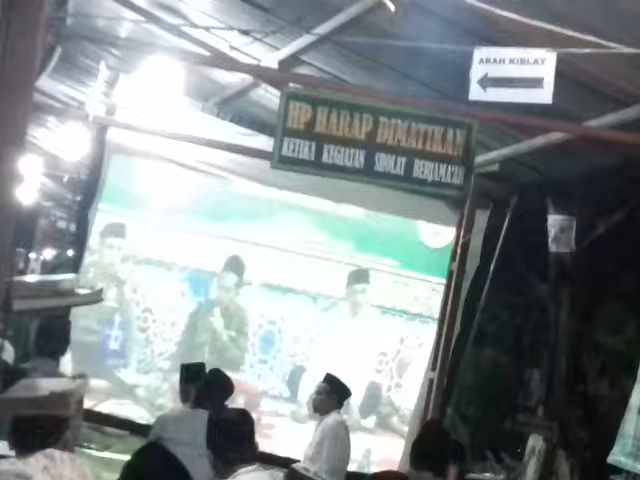 ARAH KIBLAT
HP HARAP DIMATIKAN
KETIKA KEGIATAN SHOLAT BERJAMA'AH